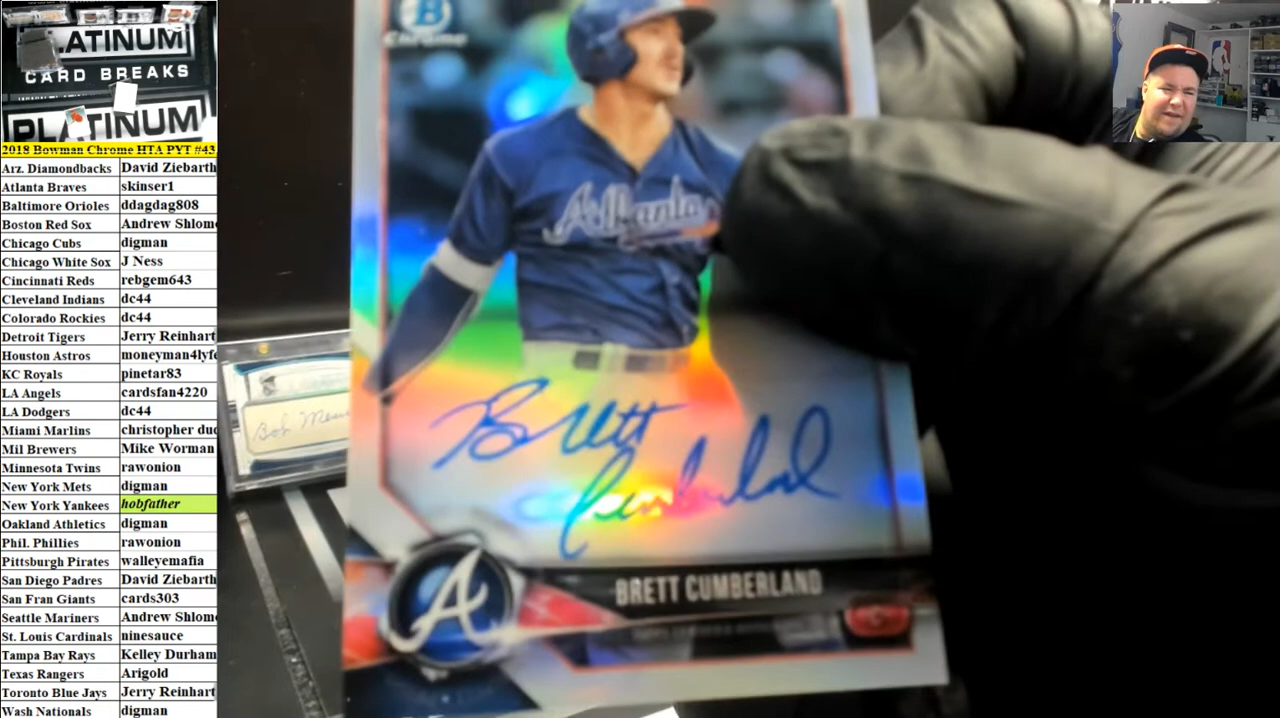 PLATINUM
CARD BREAKS
PLATINUM
2018 Bowman Chrome HTA PYT #43
Arz. Diamondbacks David Ziebarth
Atlanta Braves skinser1
Baltimore Orioles ddagdag808
Boston Red Sox Andrew Shlom
Chicago Cubs digman
Chicago White Sox J Ness
Cincinnati Reds rebgem643
Cleveland Indians dc44
Colorado Rockies dc44
Detroit Tigers Jerry Reinhart
Houston Astros moneyman4lyfe
KC Royals pinetar83
LA Angels cardsfan4220
LA Dodgers dc44
Miami Marlins christopher duc
Mil Brewers Mike Worman
Minnesota Twins rawonion
New York Mets digman
New York Yankees hobfather
Oakland Athletics digman
Phil. Phillies rawonion
Pittsburgh Pirates walleyemafia
San Diego Padres David Ziebarth
San Fran Giants cards303
Seattle Mariners Andrew Shlom
St. Louis Cardinals ninesauce
Tampa Bay Rays Kelley Durham
Texas Rangers Arigold
Toronto Blue Jays Jerry Reinhart
Wash Nationals digman
B
Chrome
Atlanta
Brett
Cumberland
A
BRETT CUMBERLAND
Bob